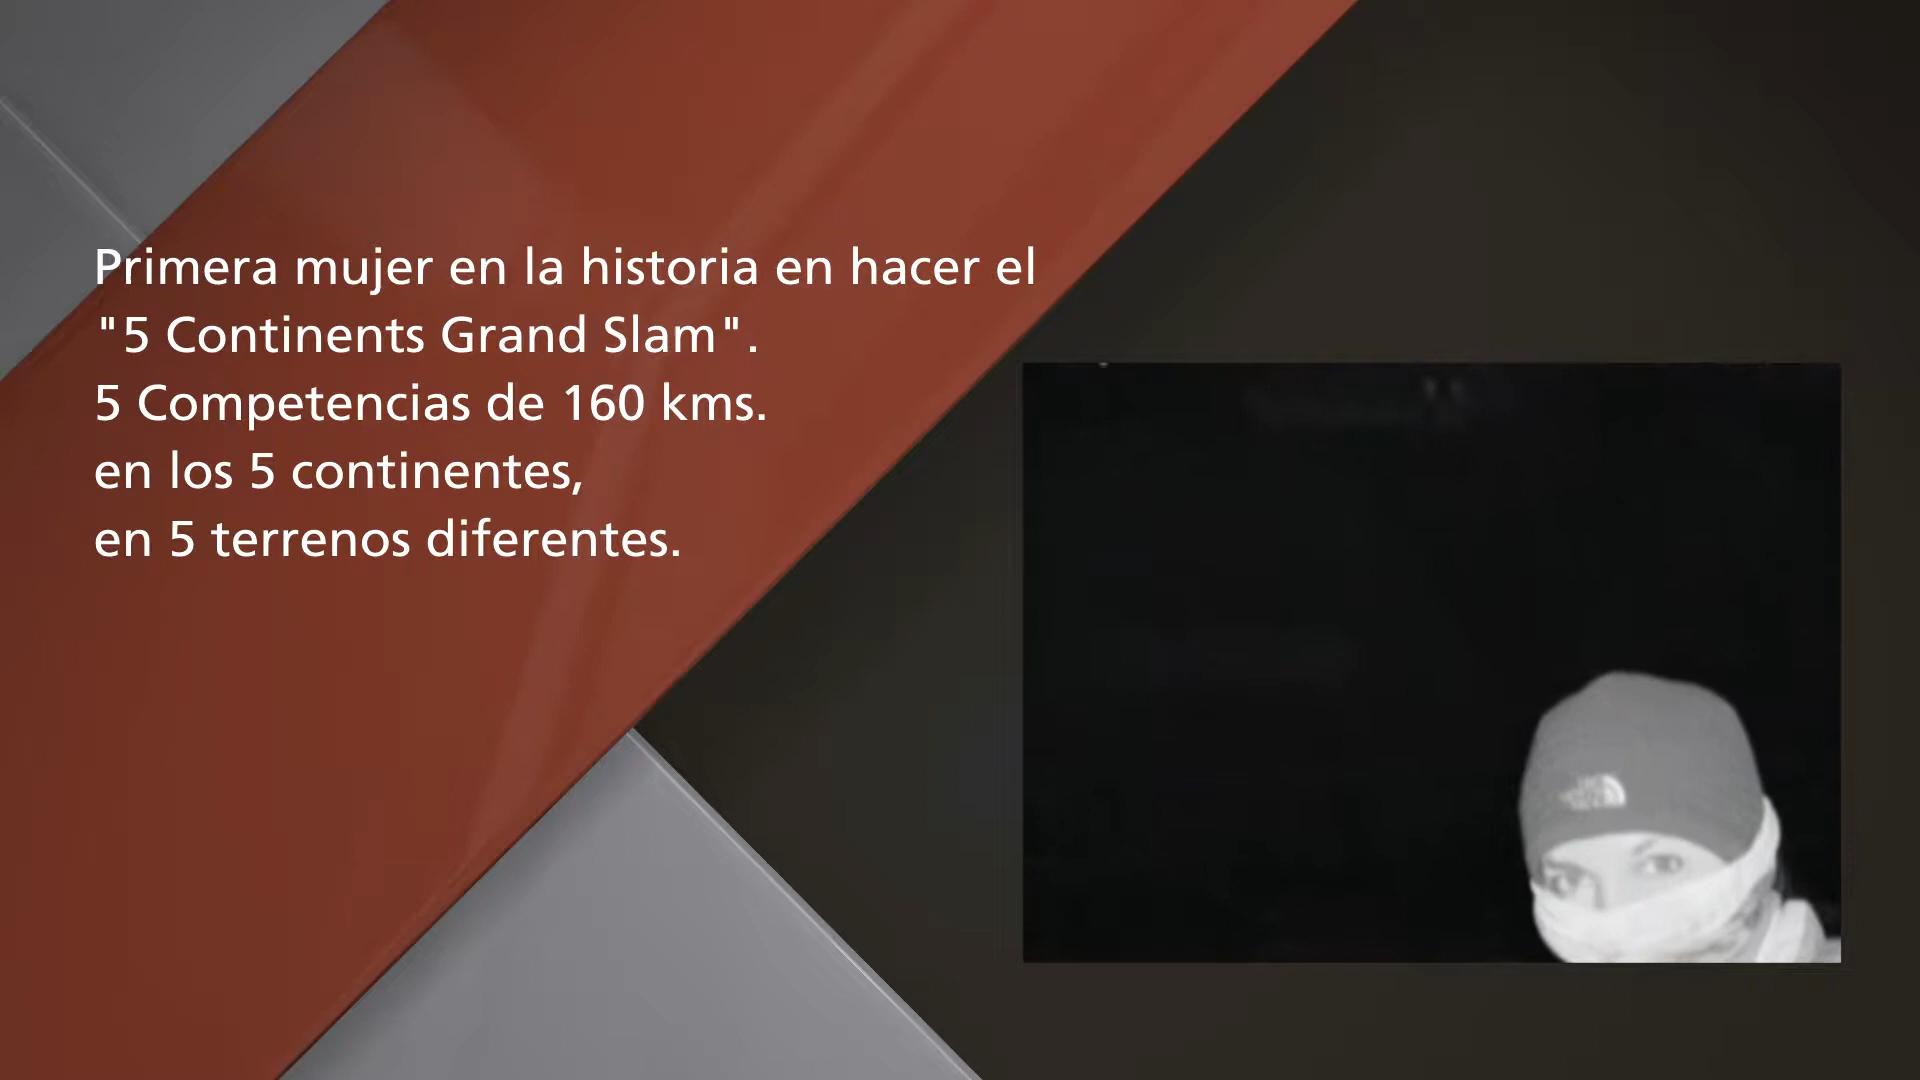 Primera mujer en la historia en hacer el
"5 Continents Grand Slam".
5 Competencias de 160 kms.
en los 5 continentes,
en 5 terrenos diferentes.